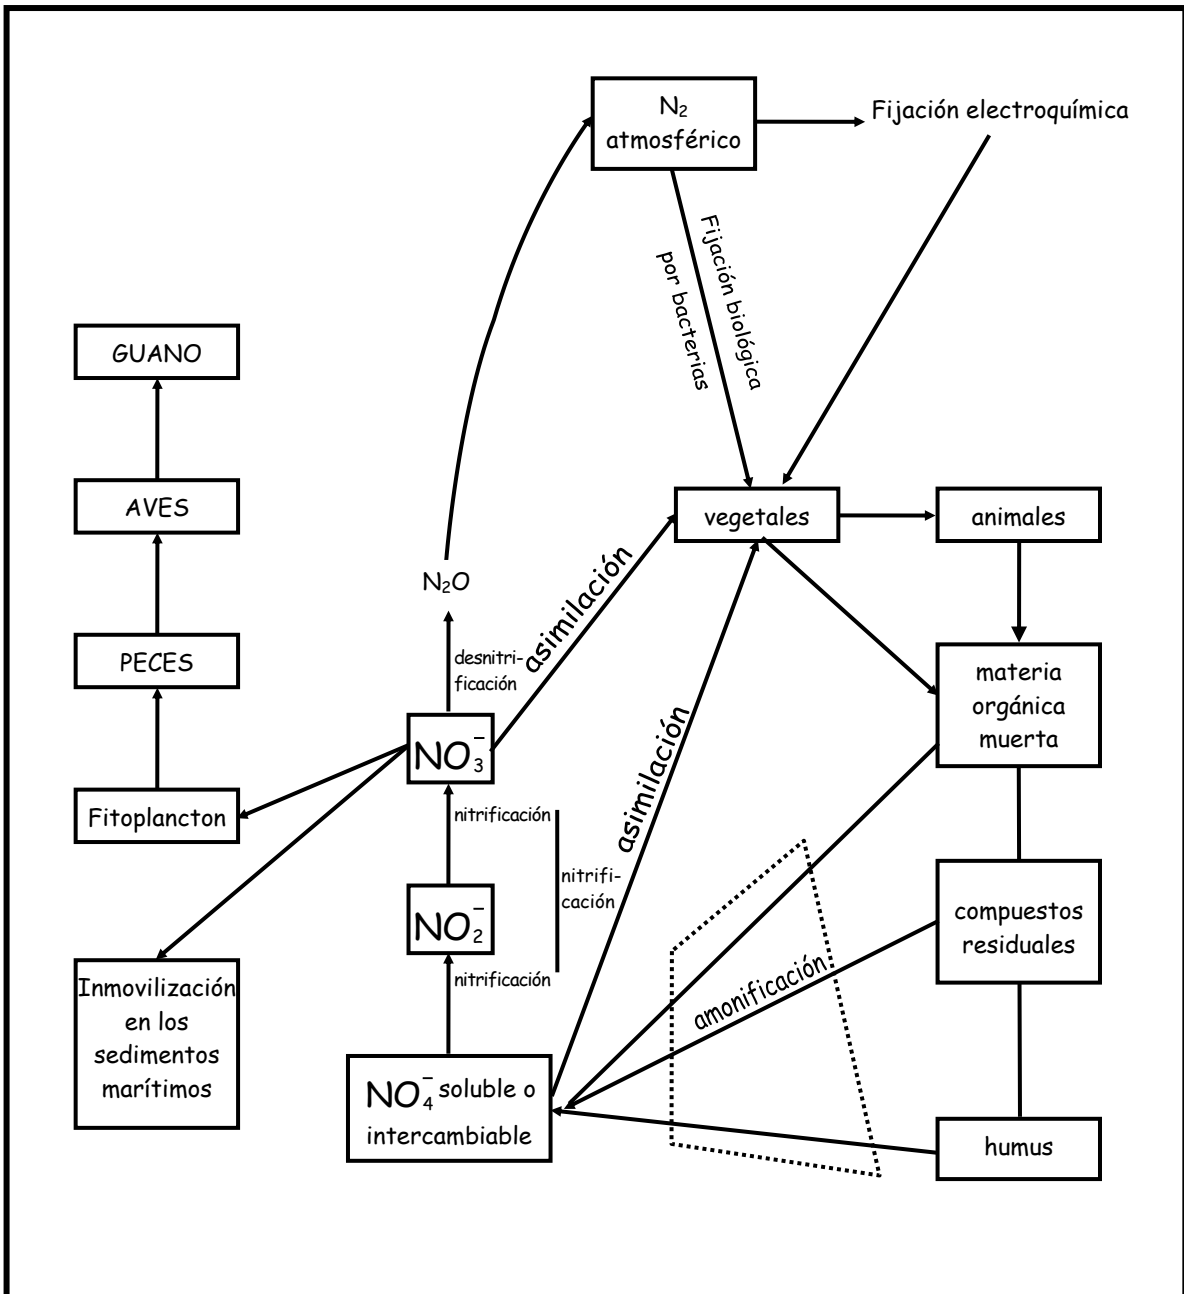 N₂
atmosférico
Fijación electroquímica
Fijación biológica
por bacterias
GUANO
AVES
PECES
Fitoplancton
Inmovilización
en los
sedimentos
marítimos
vegetales
animales
materia
orgánica
muerta
compuestos
residuales
humus
N₂O
desnitri-
ficación
asimilación
NO₃⁻
nitrificación
nitrifi-
cación
NO₂⁻
nitrificación
asimilación
amonificación
NO₄⁻ soluble o
intercambiable